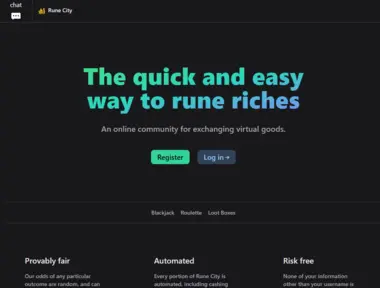 chat
Rune City
The quick and easy
way to rune riches
An online community for exchanging virtual goods.
Register
Log in →
Blackjack Roulette Loot Boxes
Provably fair
Automated
Risk free
Our odds of any particular
outcome are random, and can
Every portion of Rune City is
automated, including cashing
None of your information
other than your username is